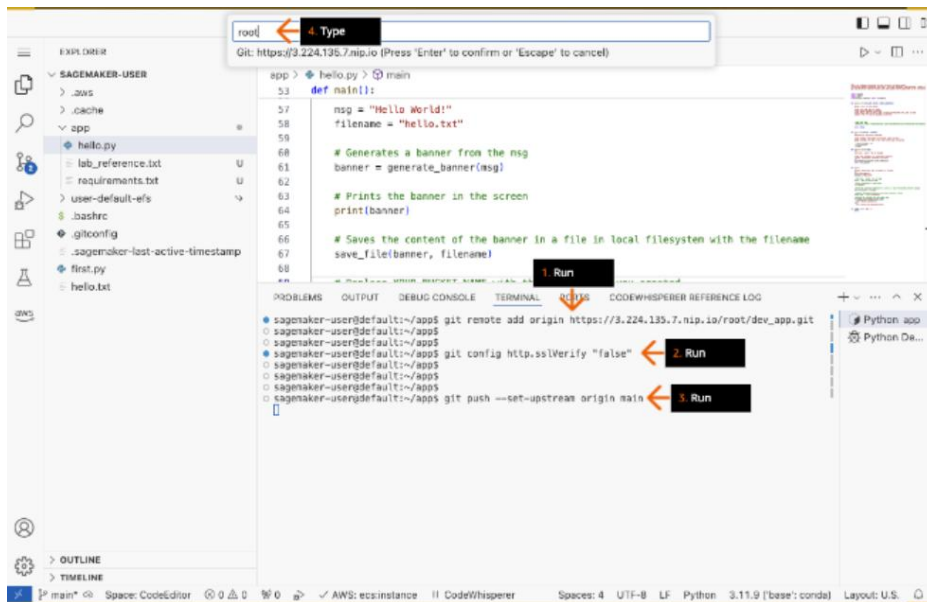 root
4. Type
Git: https://3.224.135.7.nip.io (Press 'Enter' to confirm or 'Escape' to cancel)
EXPLORER
SAGEMAKER-USER
> .aws
> .cache
app
hello.py
lab_reference.txt U
requirements.txt U
> user-default-efs
$ .bashrc
.gitconfig
.sagemaker-last-active-timestamp
first.py
hello.txt
> OUTLINE
> TIMELINE
app > hello.py > main
53 def main():
57 msg = "Hello World!"
58 filename = "hello.txt"
59
60 # Generates a banner from the msg
61 banner = generate_banner(msg)
62
63 # Prints the banner in the screen
64 print(banner)
65
66 # Saves the content of the banner in a file in local filesystem with the filename
67 save_file(banner, filename)
68
1. Run
PROBLEMS OUTPUT DEBUG CONSOLE TERMINAL PORTS CODEWHISPERER REFERENCE LOG
sagemaker-user@default:~/app$ git remote add origin https://3.224.135.7.nip.io/root/dev_app.git
sagemaker-user@default:~/app$
sagemaker-user@default:~/app$
sagemaker-user@default:~/app$ git config http.sslVerify "false"
2. Run
sagemaker-user@default:~/app$
sagemaker-user@default:~/app$
sagemaker-user@default:~/app$
sagemaker-user@default:~/app$ git push --set-upstream origin main
3. Run
Python app
Python De...
aws
main* Space: CodeEditor 0 0 0 AWS: ecs:instance CodeWhisperer Spaces: 4 UTF-8 LF Python 3.11.9 ('base': conda) Layout: U.S.